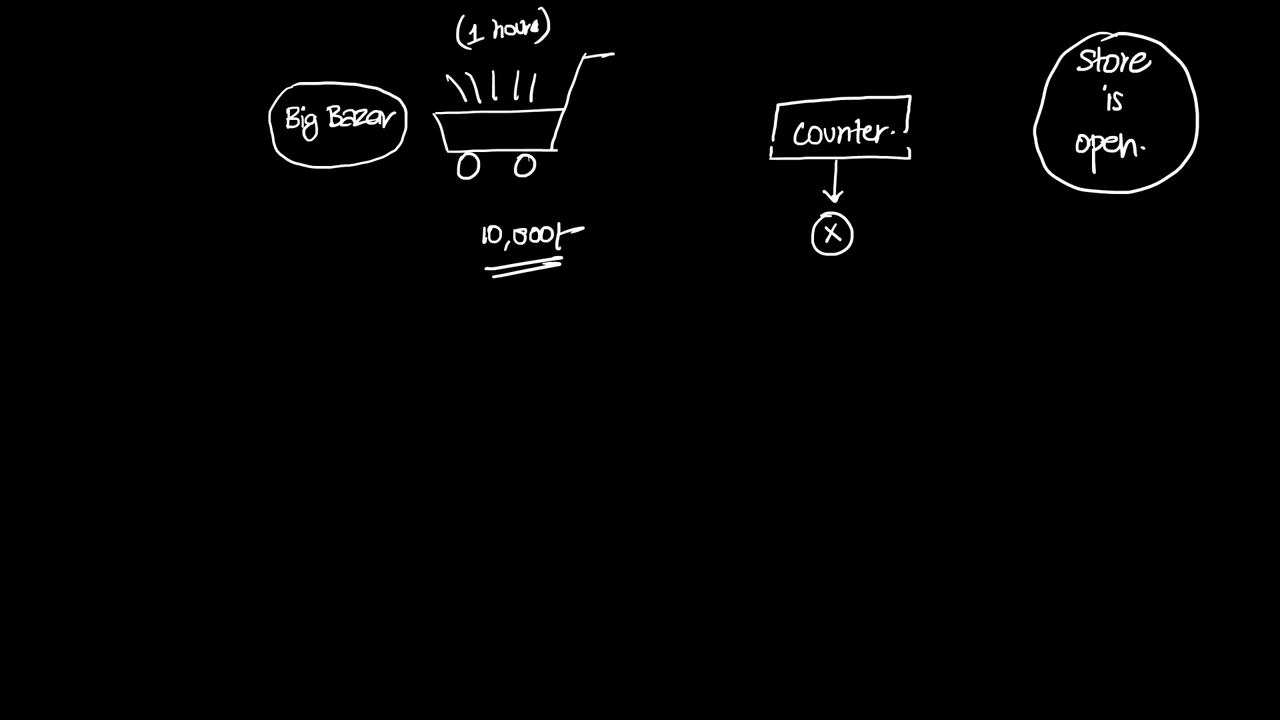 (1 hours)
Big Bazar
counter.
Store
is
open.
10,000/-
X